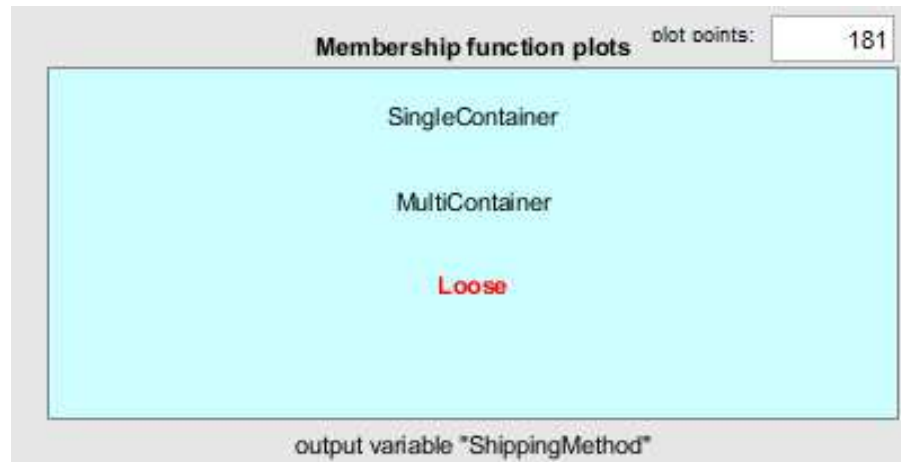 Membership function plots plot points: 181
SingleContainer
MultiContainer
Loose
output variable "ShippingMethod"